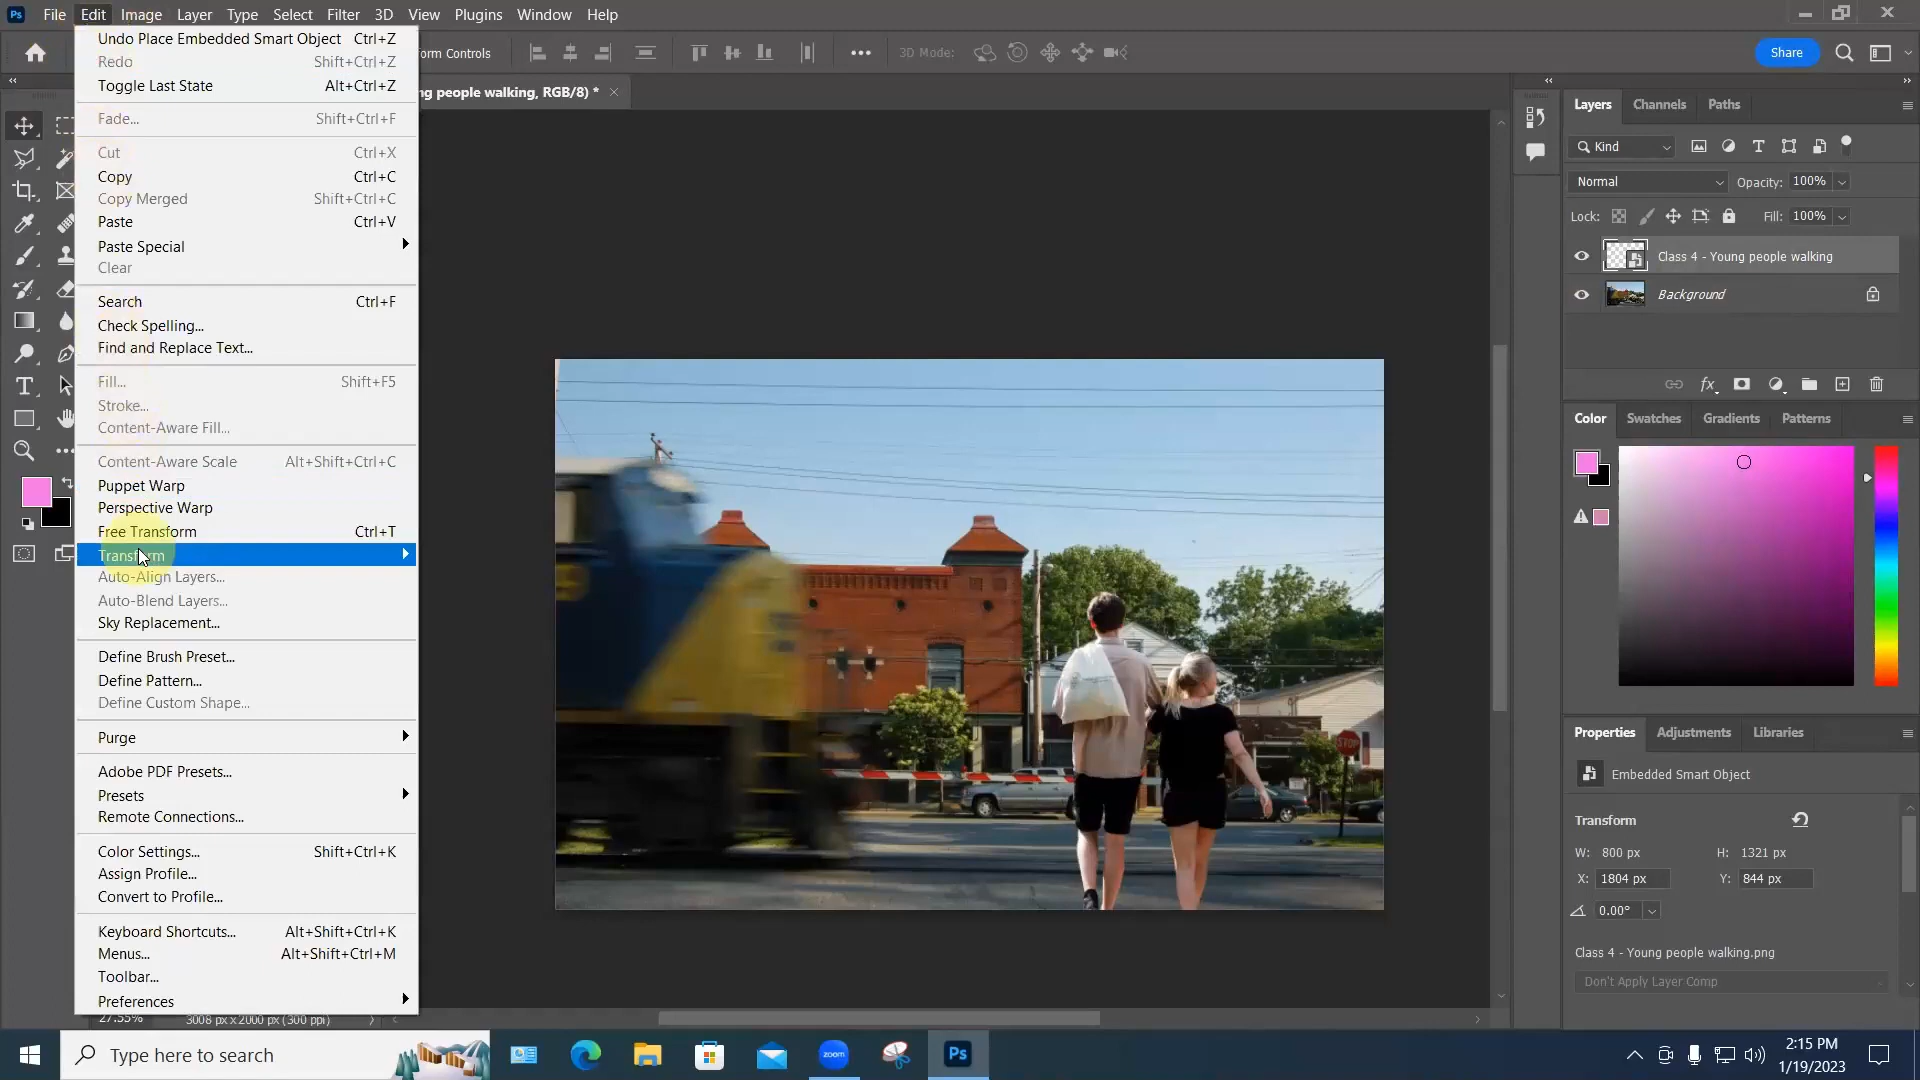 Ps File Edit Image Layer Type Select Filter 3D View Plugins Window Help
Undo Place Embedded Smart Object Ctrl+Z
Redo Shift+Ctrl+Z
Toggle Last State Alt+Ctrl+Z
Fade... Shift+Ctrl+F
Cut Ctrl+X
Copy Ctrl+C
Copy Merged Shift+Ctrl+C
Paste Ctrl+V
Paste Special
Clear
Search Ctrl+F
Check Spelling...
Find and Replace Text...
Fill... Shift+F5
Stroke...
Content-Aware Fill...
Content-Aware Scale Alt+Shift+Ctrl+C
Puppet Warp
Perspective Warp
Free Transform Ctrl+T
Transform
Auto-Align Layers...
Auto-Blend Layers...
Sky Replacement...
Define Brush Preset...
Define Pattern...
Define Custom Shape...
Purge
Adobe PDF Presets...
Presets
Remote Connections...
Color Settings... Shift+Ctrl+K
Assign Profile...
Convert to Profile...
Keyboard Shortcuts... Alt+Shift+Ctrl+K
Menus... Alt+Shift+Ctrl+M
Toolbar...
Preferences
Controls
3D Mode:
Share
people walking, RGB/8) *
STOP
27.55% 3008 px x 2000 px (300 ppi)
Layers Channels Paths
Kind
Normal Opacity: 100%
Lock: Fill: 100%
Class 4 - Young people walking
Background
Color Swatches Gradients Patterns
Properties Adjustments Libraries
Embedded Smart Object
Transform
W: 800 px H: 1321 px
X: 1804 px Y: 844 px
0.00°
Class 4 - Young people walking.png
Don't Apply Layer Comp
Type here to search
zoom
Ps
2:15 PM
1/19/2023